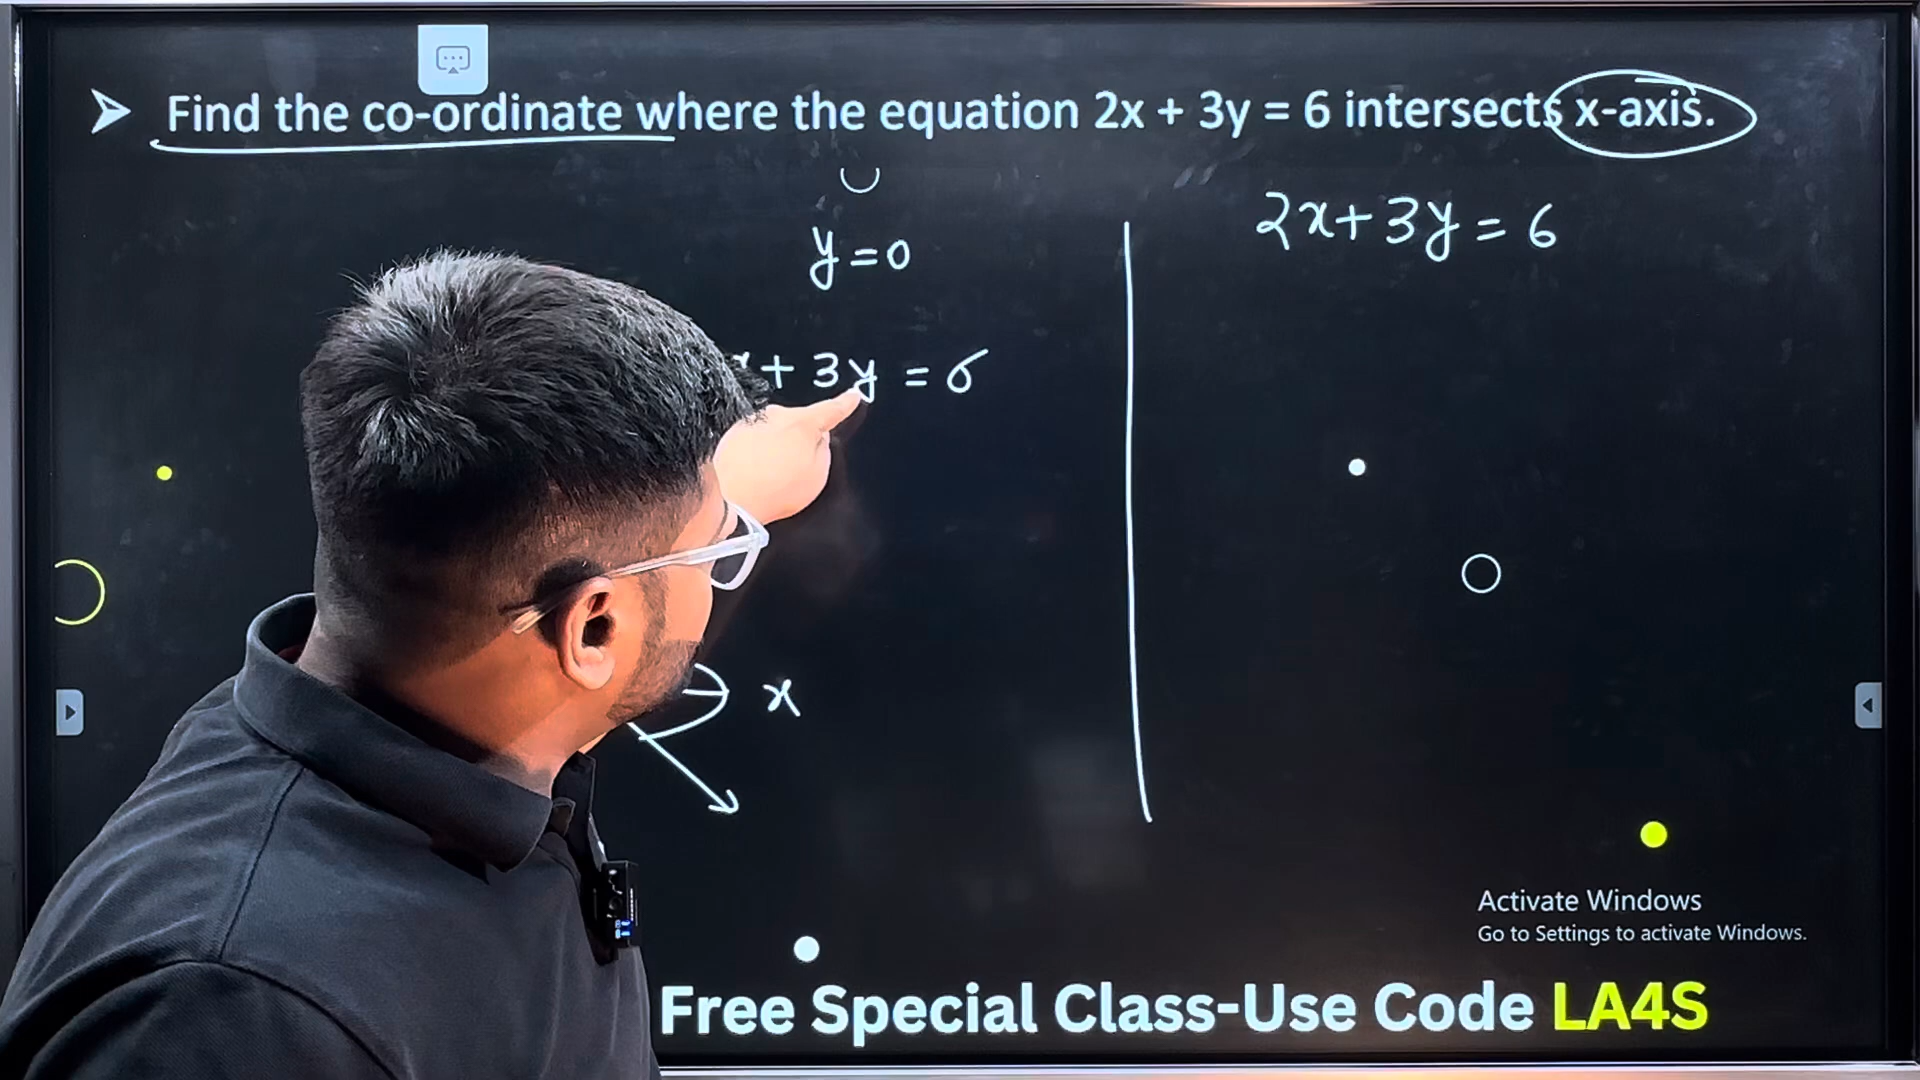 ➤ Find the co-ordinate where the equation 2x + 3y = 6 intersects x-axis.
y = 0
2x + 3y = 6
+ 3y = 6
x
Activate Windows
Go to Settings to activate Windows.
Free Special Class-Use Code LA4S